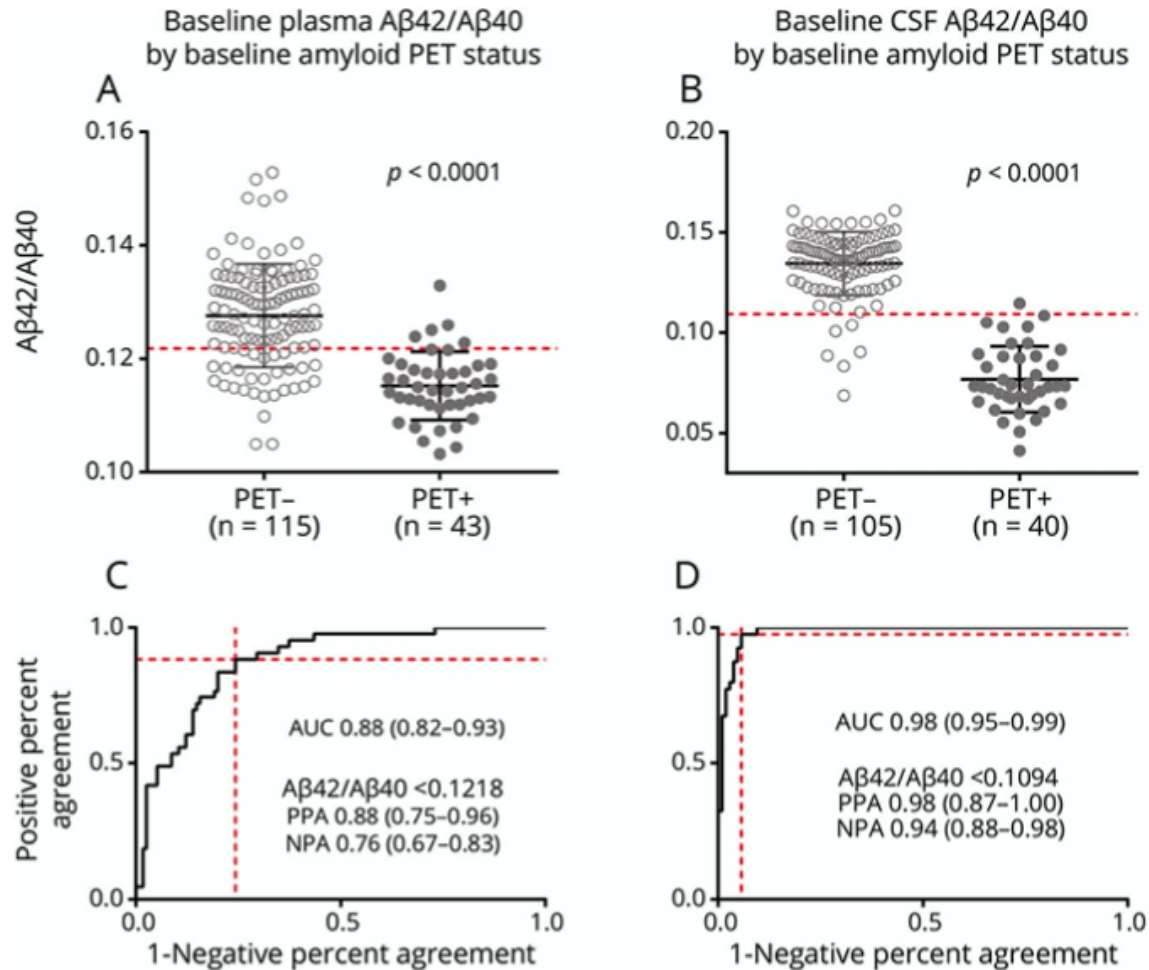 Baseline plasma Aβ42/Aβ40
by baseline amyloid PET status
Baseline CSF Aβ42/Aβ40
by baseline amyloid PET status
A
B
Aβ42/Aβ40
0.16
0.14
0.12
0.10
p < 0.0001
PET–
(n = 115)
PET+
(n = 43)
0.20
0.15
0.10
0.05
p < 0.0001
PET–
(n = 105)
PET+
(n = 40)
C
D
Positive percent
agreement
1.0
0.5
0.0
AUC 0.88 (0.82–0.93)
Aβ42/Aβ40 <0.1218
PPA 0.88 (0.75–0.96)
NPA 0.76 (0.67–0.83)
0.0
0.5
1.0
1-Negative percent agreement
1.0
0.5
0.0
AUC 0.98 (0.95–0.99)
Aβ42/Aβ40 <0.1094
PPA 0.98 (0.87–1.00)
NPA 0.94 (0.88–0.98)
0.0
0.5
1.0
1-Negative percent agreement